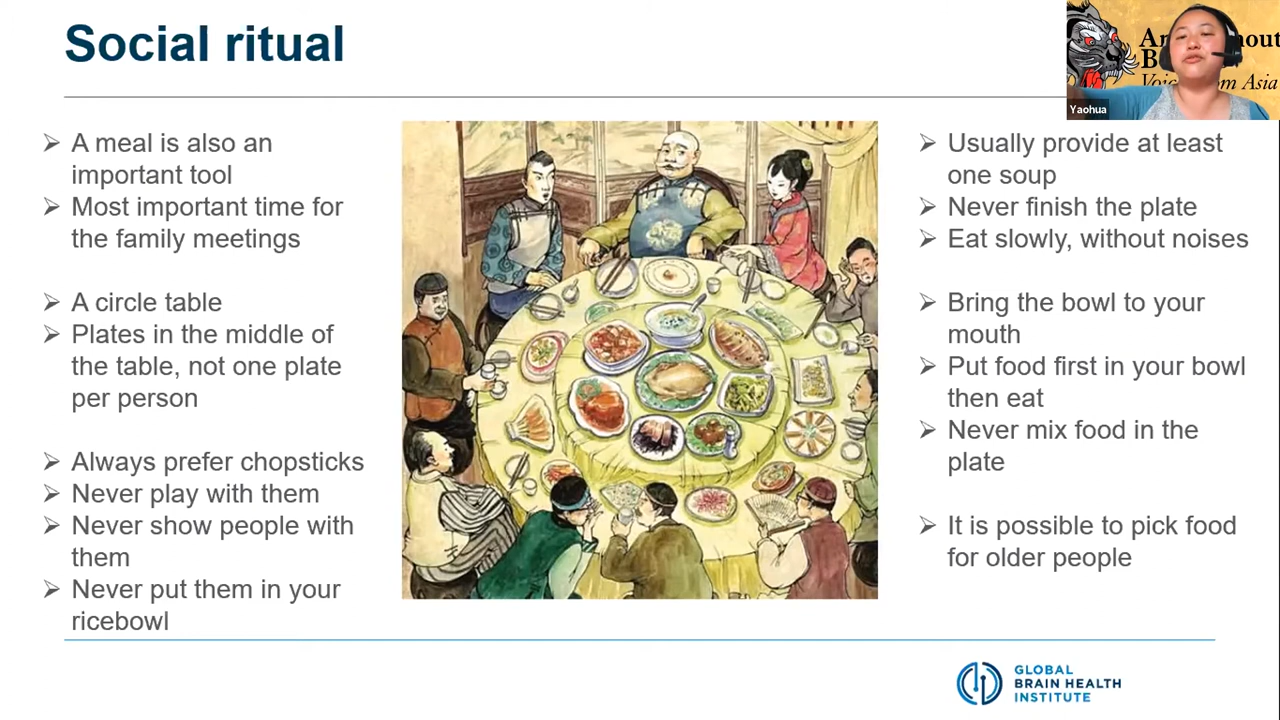 Social ritual
A meal is also an
important tool
Most important time for
the family meetings
A circle table
Plates in the middle of
the table, not one plate
per person
Always prefer chopsticks
Never play with them
Never show people with
them
Never put them in your
ricebowl
Usually provide at least
one soup
Never finish the plate
Eat slowly, without noises
Bring the bowl to your
mouth
Put food first in your bowl
then eat
Never mix food in the
plate
It is possible to pick food
for older people
Yaohua
Asia
GLOBAL
BRAIN HEALTH
INSTITUTE